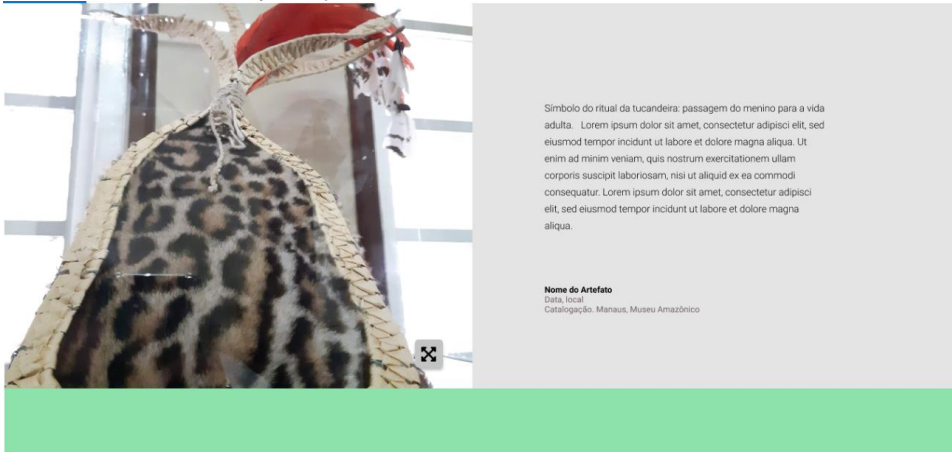 Símbolo do ritual da tucandeira: passagem do menino para a vida
adulta.   Lorem ipsum dolor sit amet, consectetur adipisci elit, sed
eiusmod tempor incidunt ut labore et dolore magna aliqua. Ut
enim ad minim veniam, quis nostrum exercitationem ullam
corporis suscipit laboriosam, nisi ut aliquid ex ea commodi
consequatur. Lorem ipsum dolor sit amet, consectetur adipisci
elit, sed eiusmod tempor incidunt ut labore et dolore magna
aliqua.
Nome do Artefato
Data, local
Catalogação. Manaus, Museu Amazônico